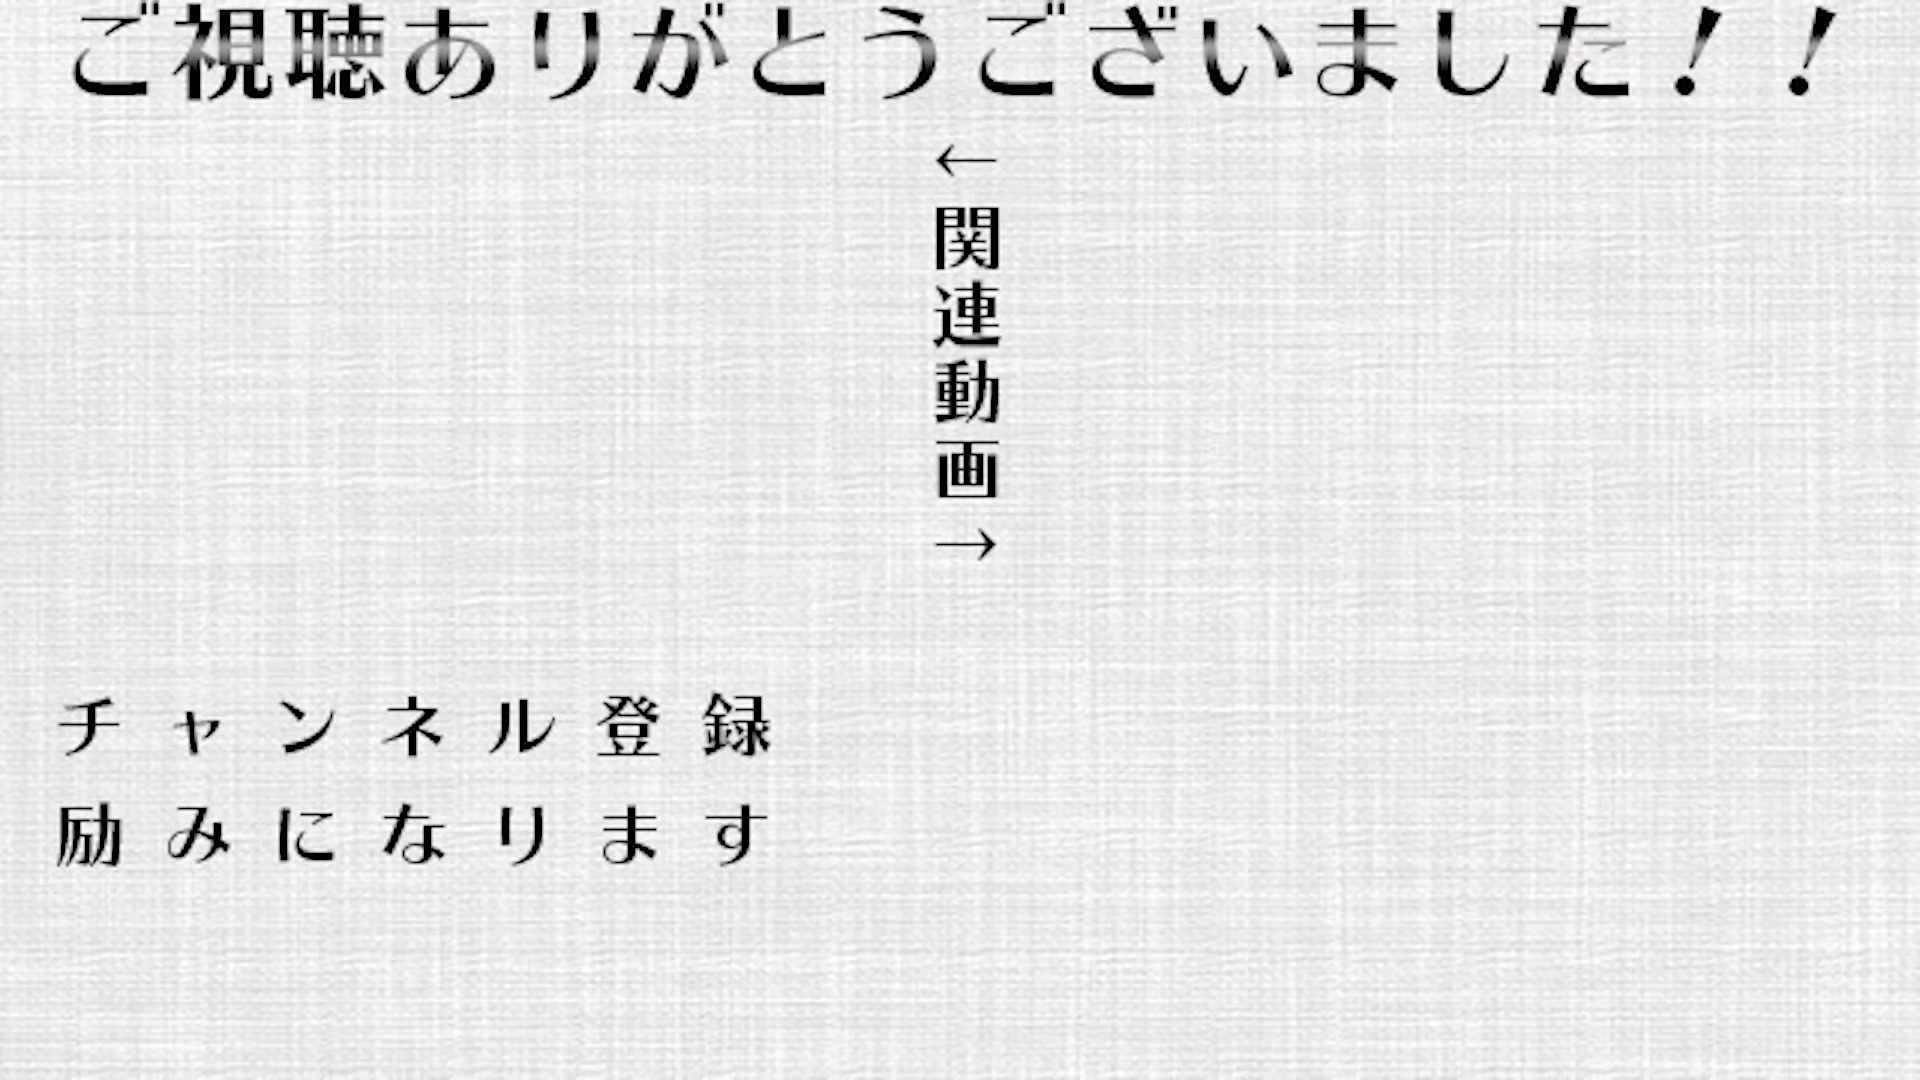 ご視聴ありがとうございました！！
←関連動画→
チャンネル登録
励みになります